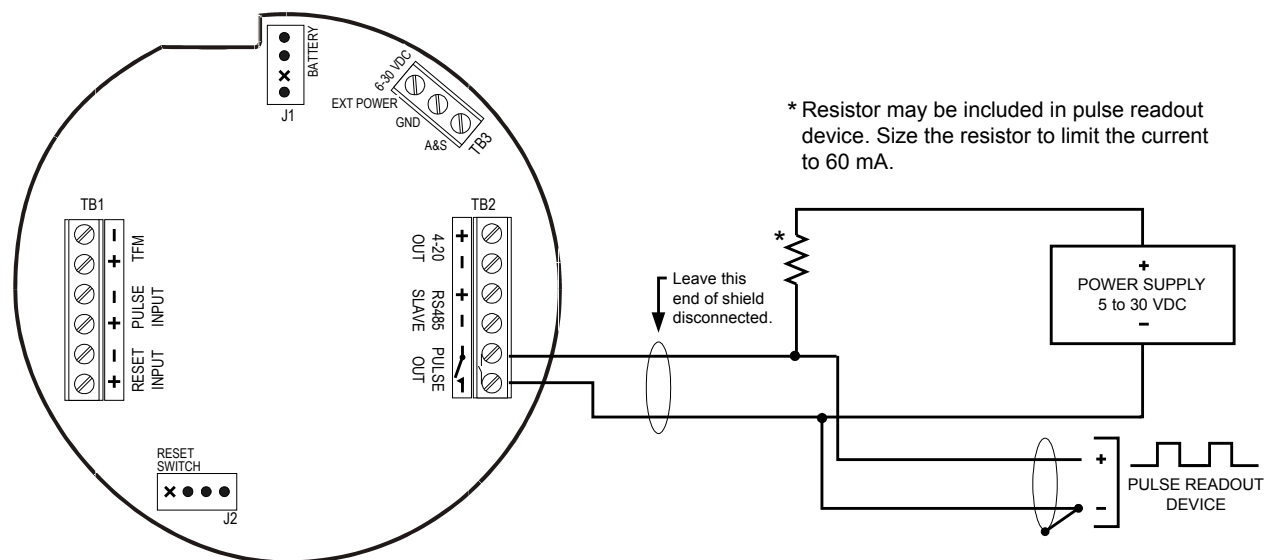 BATTERY
J1
6-30 VDC
EXT POWER
GND
A&S
TB3
* Resistor may be included in pulse readout
device. Size the resistor to limit the current
to 60 mA.
TB1
−
+
TFM
−
+
PULSE
INPUT
−
+
RESET
INPUT
TB2
4-20
OUT
+
−
RS485
SLAVE
+
−
PULSE
OUT
*
Leave this
end of shield
disconnected.
+
POWER SUPPLY
5 to 30 VDC
−
+
−
PULSE READOUT
DEVICE
RESET
SWITCH
J2